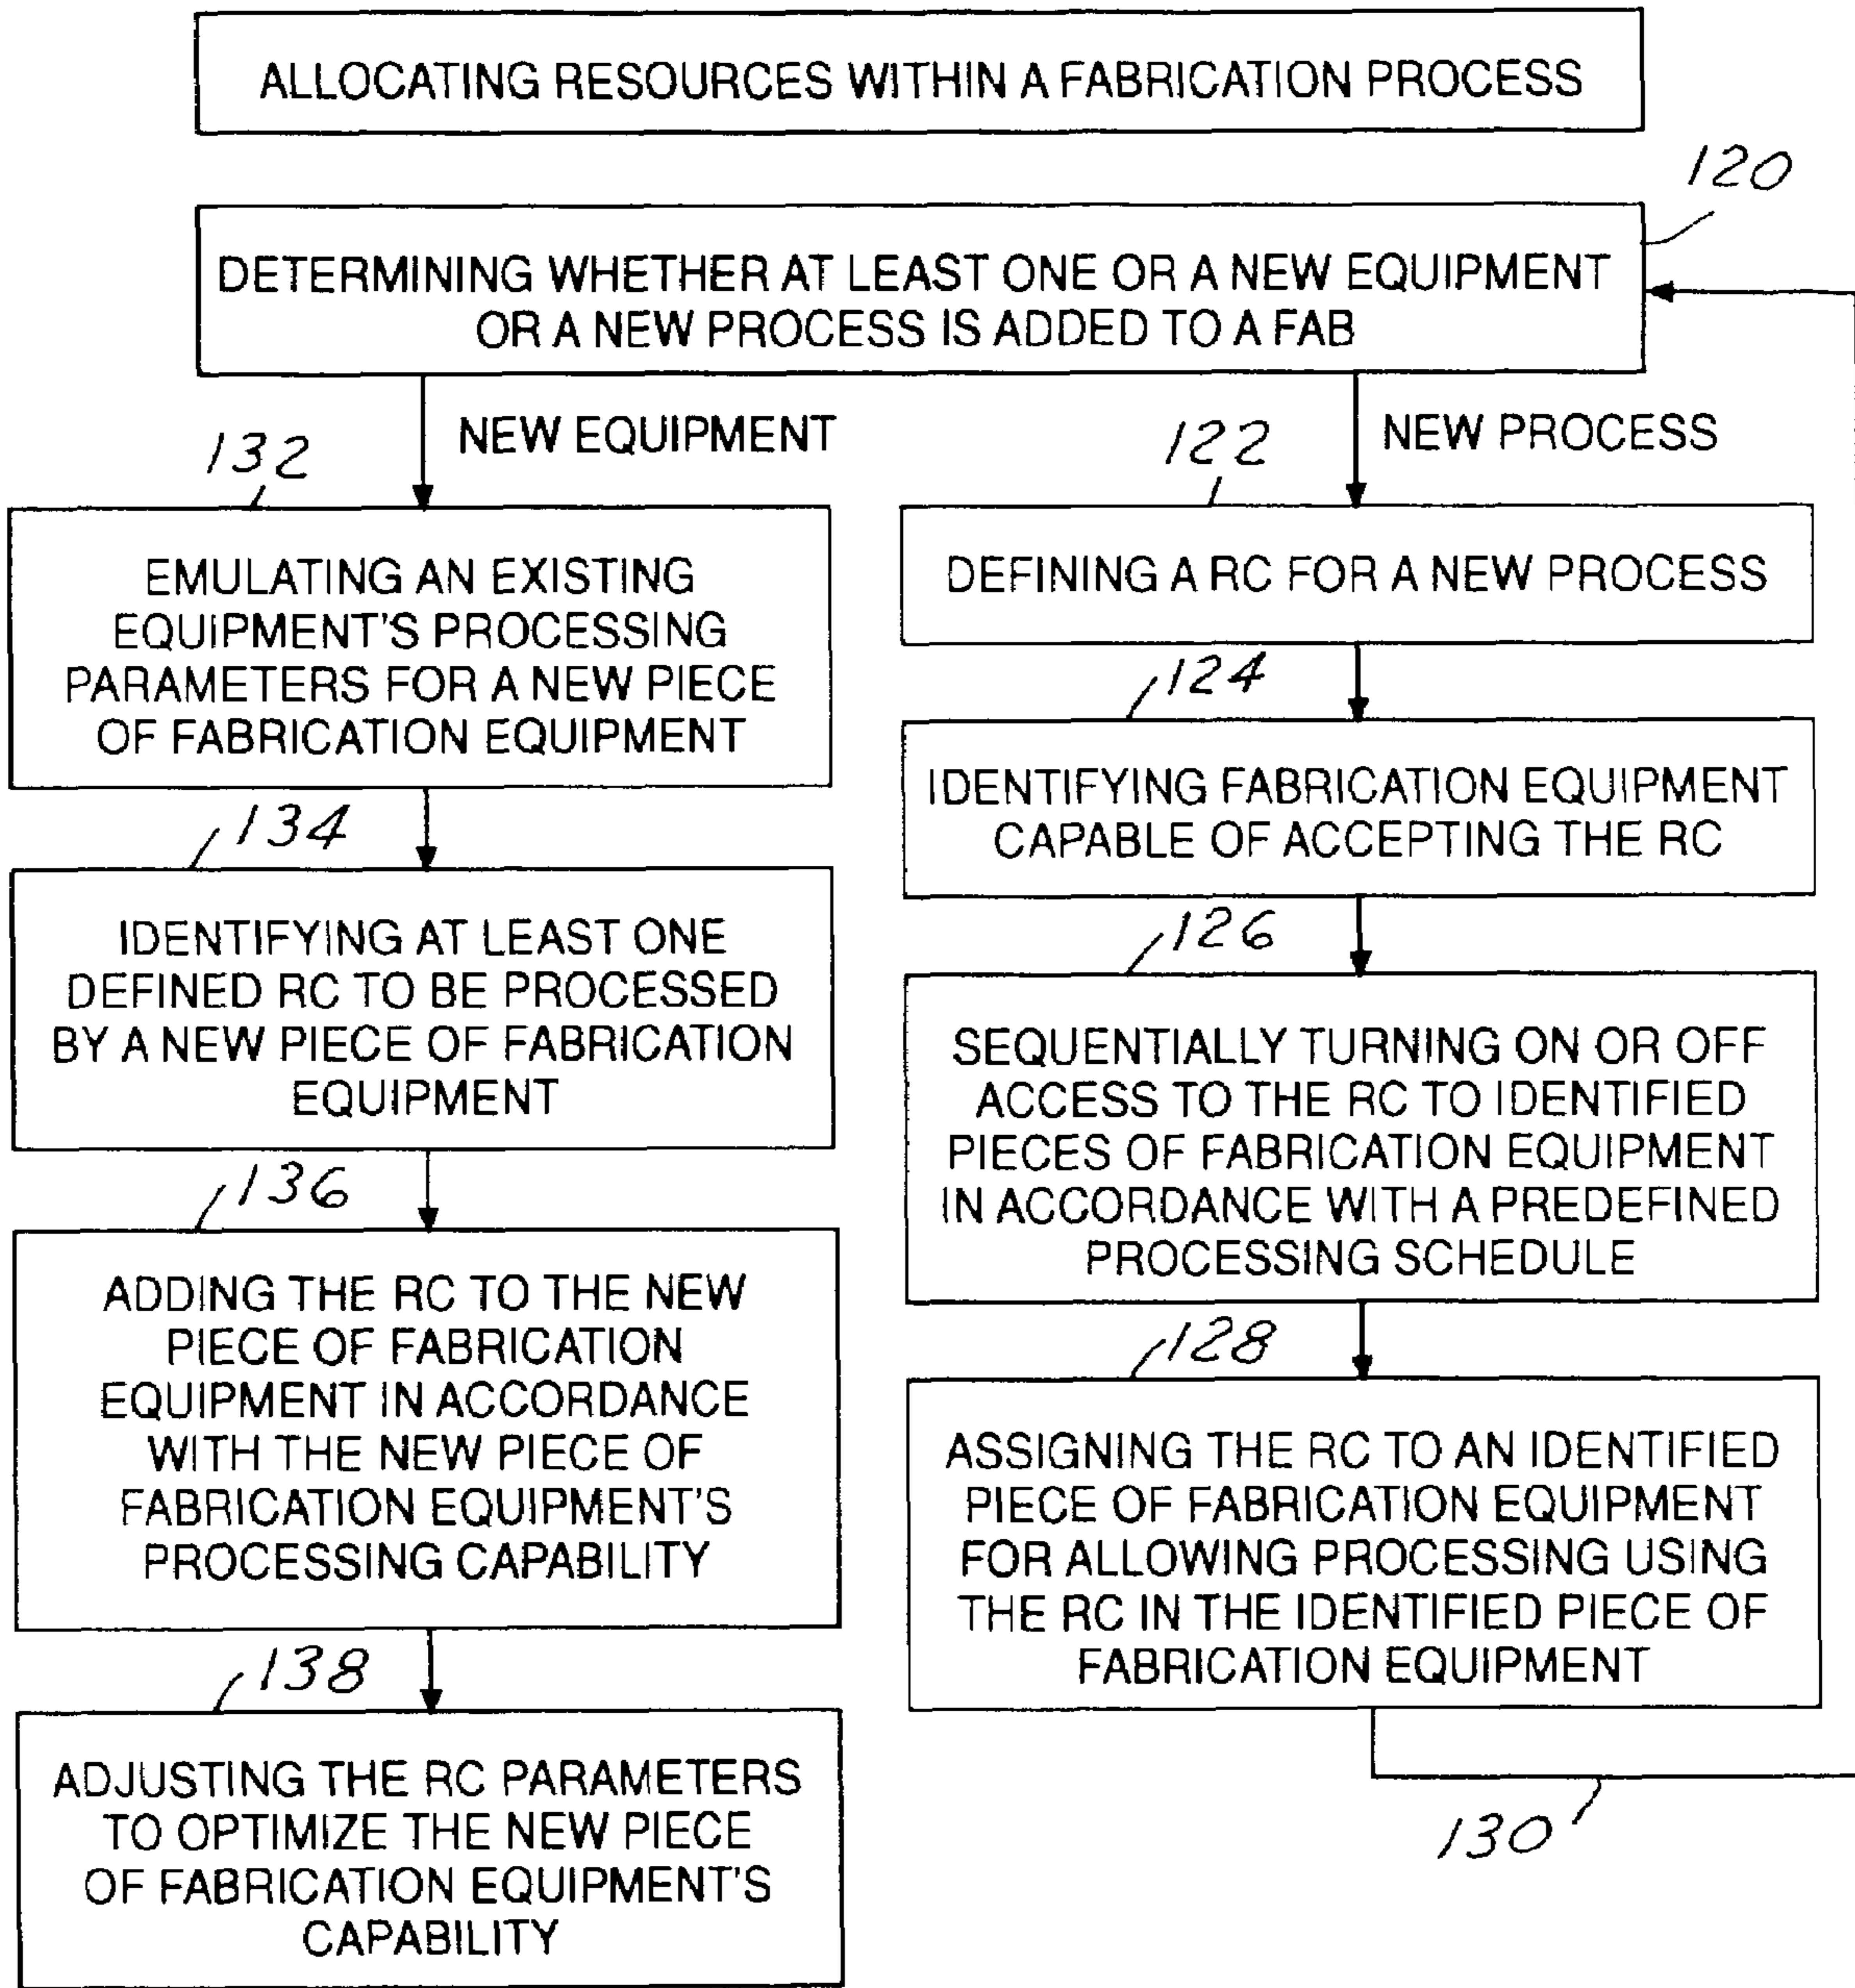 ALLOCATING RESOURCES WITHIN A FABRICATION PROCESS
120
DETERMINING WHETHER AT LEAST ONE OR A NEW EQUIPMENT
OR A NEW PROCESS IS ADDED TO A FAB
NEW EQUIPMENT
132
EMULATING AN EXISTING
EQUIPMENT'S PROCESSING
PARAMETERS FOR A NEW PIECE
OF FABRICATION EQUIPMENT
134
IDENTIFYING AT LEAST ONE
DEFINED RC TO BE PROCESSED
BY A NEW PIECE OF FABRICATION
EQUIPMENT
136
ADDING THE RC TO THE NEW
PIECE OF FABRICATION
EQUIPMENT IN ACCORDANCE
WITH THE NEW PIECE OF
FABRICATION EQUIPMENT'S
PROCESSING CAPABILITY
138
ADJUSTING THE RC PARAMETERS
TO OPTIMIZE THE NEW PIECE
OF FABRICATION EQUIPMENT'S
CAPABILITY
NEW PROCESS
122
DEFINING A RC FOR A NEW PROCESS
124
IDENTIFYING FABRICATION EQUIPMENT
CAPABLE OF ACCEPTING THE RC
126
SEQUENTIALLY TURNING ON OR OFF
ACCESS TO THE RC TO IDENTIFIED
PIECES OF FABRICATION EQUIPMENT
IN ACCORDANCE WITH A PREDEFINED
PROCESSING SCHEDULE
128
ASSIGNING THE RC TO AN IDENTIFIED
PIECE OF FABRICATION EQUIPMENT
FOR ALLOWING PROCESSING USING
THE RC IN THE IDENTIFIED PIECE OF
FABRICATION EQUIPMENT
130